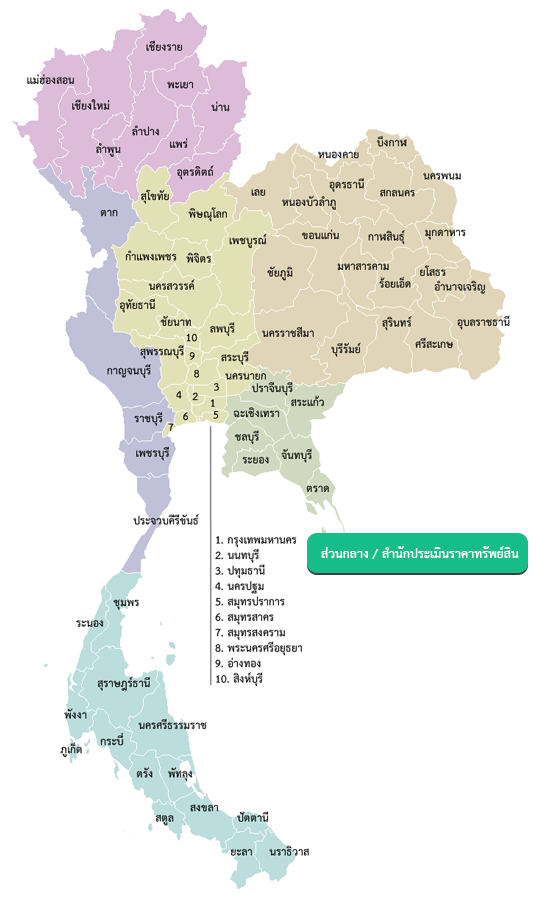 เชียงราย
แม่ฮ่องสอน
พะเยา
เชียงใหม่
น่าน
ลำปาง
แพร่
ลำพูน
อุตรดิตถ์
บึงกาฬ
หนองคาย
นครพนม
เลย
อุดรธานี
สกลนคร
หนองบัวลำภู
สุโขทัย
ตาก
พิษณุโลก
เพชบูรณ์
ขอนแก่น
กาฬสินธุ์
มุกดาหาร
กำแพงเพชร
พิจิตร
ชัยภูมิ
มหาสารคาม
ยโสธร
ร้อยเอ็ด
อำนาจเจริญ
นครสวรรค์
อุทัยธานี
ชัยนาท
ลพบุรี
นครราชสีมา
สุรินทร์
อุบลราชธานี
ศรีสะเกษ
บุรีรัมย์
10
สุพรรณบุรี
9
สระบุรี
กาญจนบุรี
8
นครนายก
3
ปราจีนบุรี
4
2
1
สระแก้ว
ราชบุรี
6
5
ฉะเชิงเทรา
7
ชลบุรี
เพชรบุรี
ระยอง
จันทบุรี
ตราด
ประจวบคีรีขันธ์
1. กรุงเทพมหานคร
2. นนทบุรี
3. ปทุมธานี
4. นครปฐม
5. สมุทรปราการ
6. สมุทรสาคร
7. สมุทรสงคราม
8. พระนครศรีอยุธยา
9. อ่างทอง
10. สิงห์บุรี
ส่วนกลาง / สำนักประเมินราคาทรัพย์สิน
ชุมพร
ระนอง
สุราษฎร์ธานี
พังงา
นครศรีธรรมราช
ภูเก็ต
กระบี่
ตรัง
พัทลุง
สงขลา
สตูล
ปัตตานี
ยะลา
นราธิวาส